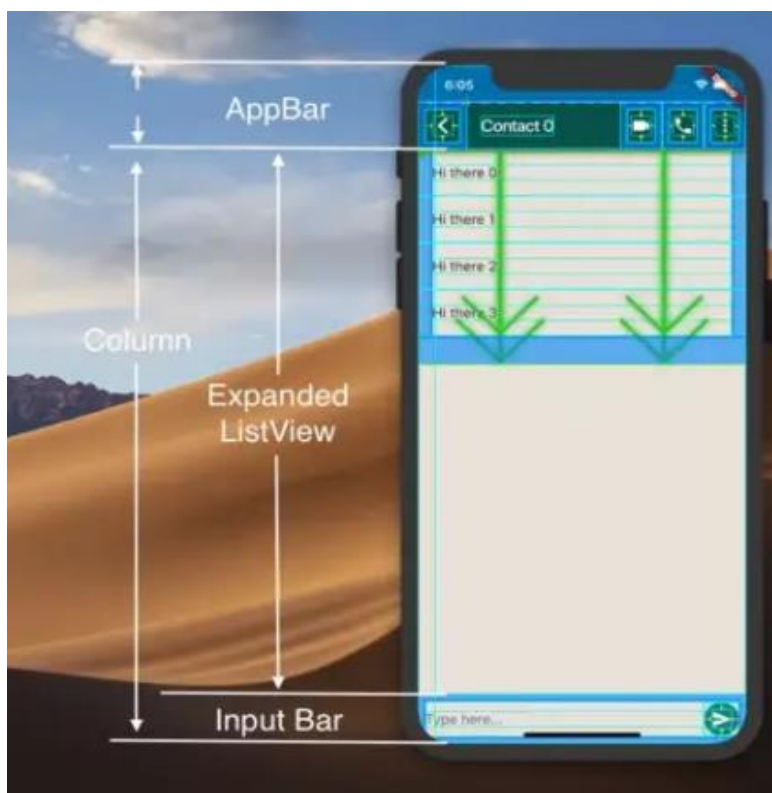 6:05
AppBar
Contact 0
Hi there 0
Hi there 1
Hi there 2
Hi there 3
Column
Expanded
ListView
Input Bar
Type here...